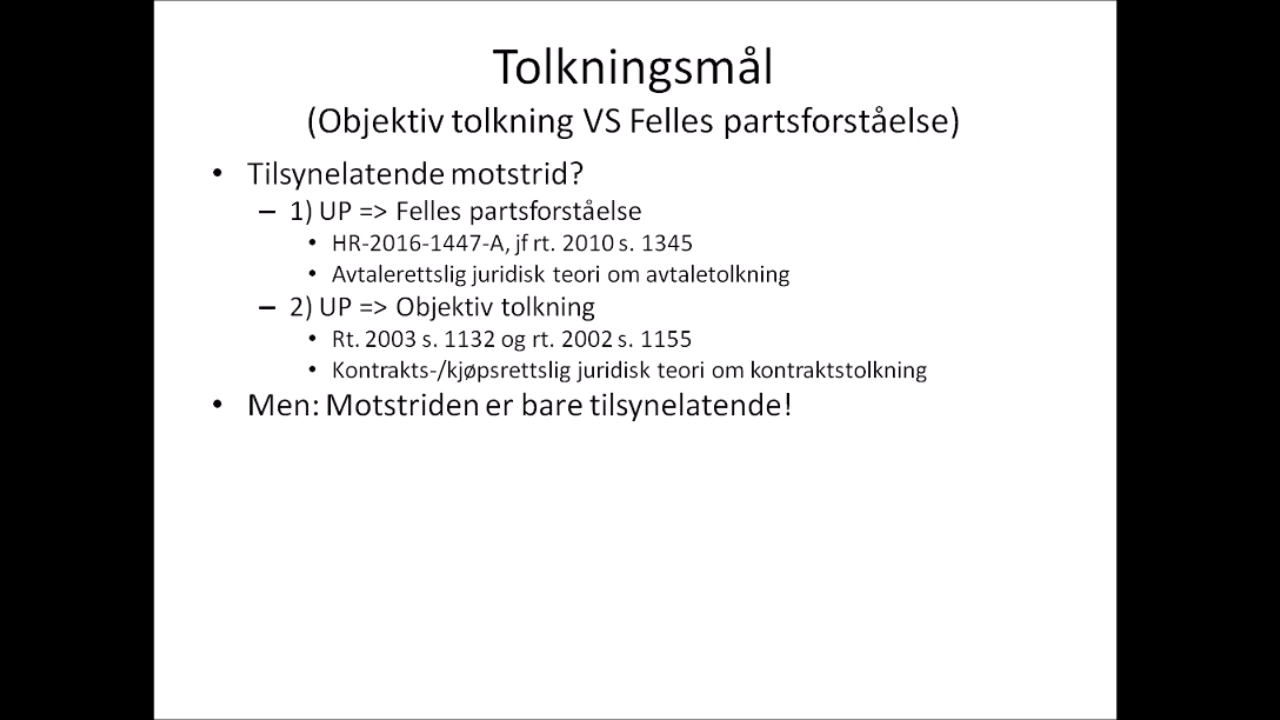 Tolkningsmål
(Objektiv tolkning VS Felles partsforståelse)
• Tilsynelatende motstrid?
– 1) UP => Felles partsforståelse
• HR-2016-1447-A, jf rt. 2010 s. 1345
• Avtalerettslig juridisk teori om avtaletolkning
– 2) UP => Objektiv tolkning
• Rt. 2003 s. 1132 og rt. 2002 s. 1155
• Kontrakts-/kjøpsrettslig juridisk teori om kontraktstolkning
• Men: Motstriden er bare tilsynelatende!